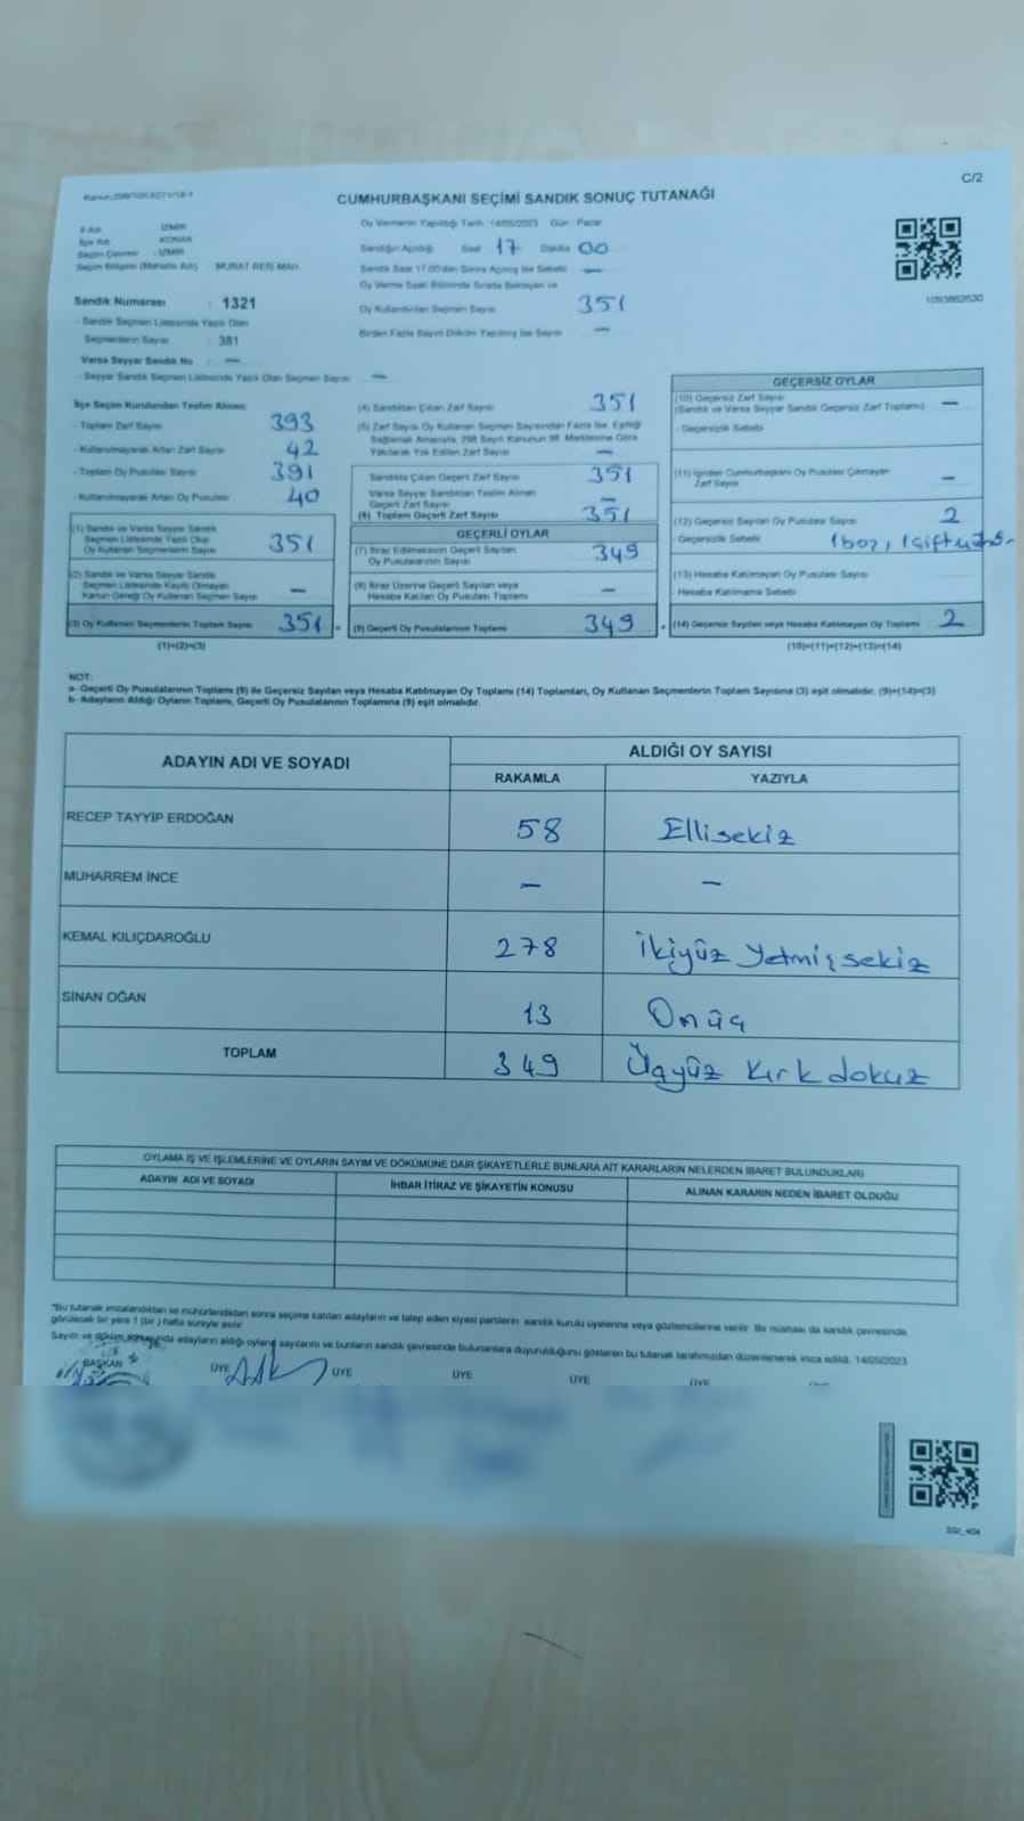 C/2
CUMHURBAŞKANI SEÇİMİ SANDIK SONUÇ TUTANAĞI
Oy Vermenin Yapıldığı Tarih : 14/05/2023 Gün : Pazar
İl Adı : İZMİR
İlçe Adı : KONAK
Seçim Çevresi : İZMİR
Seçim Bölgesi (Mahalle Adı) : MURAT REİS MAH.
Sandığın Açıldığı Saat 17 Dakika 00
Sandık Saat 17.00'den Sonra Açılmış İse Sebebi —
Oy Verme Saati Bitiminde Sırada Bekleyen ve
Oy Kullandırılan Seçmen Sayısı 351
Birden Fazla Sayım Döküm Yapılmış İse Sayısı —
Sandık Numarası : 1321
- Sandık Seçmen Listesinde Yazılı Olan
Seçmenlerin Sayısı : 381
Varsa Seyyar Sandık No : —
- Seyyar Sandık Seçmen Listesinde Yazılı Olan Seçmen Sayısı : —
İlçe Seçim Kurulundan Teslim Alınan:
- Toplam Zarf Sayısı 393
- Kullanılmayarak Artan Zarf Sayısı 42
- Toplam Oy Pusulası Sayısı 391
- Kullanılmayarak Artan Oy Pusulası 40
(1) Sandık ve Varsa Seyyar Sandık
Seçmen Listesinde Yazılı Olup
Oy Kullanan Seçmenlerin Sayısı 351
(2) Sandık ve Varsa Seyyar Sandık
Seçmen Listesinde Kayıtlı Olmayan
Kanun Gereği Oy Kullanan Seçmen Sayısı —
(3) Oy Kullanan Seçmenlerin Toplam Sayısı 351
(1)+(2)=(3)
(4) Sandıktan Çıkan Zarf Sayısı 351
(5) Zarf Sayısı Oy Kullanan Seçmen Sayısından Fazla İse, Eşitliği
Sağlamak Amacıyla, 298 Sayılı Kanunun 98. Maddesine Göre
Yakılarak Yok Edilen Zarf Sayısı —
Sandıkta Çıkan Geçerli Zarf Sayısı 351
Varsa Seyyar Sandıktan Teslim Alınan
Geçerli Zarf Sayısı —
(6) Toplam Geçerli Zarf Sayısı 351
GEÇERLİ OYLAR
(7) İtiraz Edilmeksizin Geçerli Sayılan
Oy Pusulalarının Sayısı 349
(8) İtiraz Üzerine Geçerli Sayılan veya
Hesaba Katılan Oy Pusulası Toplamı —
(9) Geçerli Oy Pusulalarının Toplamı 349
GEÇERSİZ OYLAR
(10) Geçersiz Zarf Sayısı
(Sandık ve Varsa Seyyar Sandık Geçersiz Zarf Toplamı) —
- Geçersizlik Sebebi
(11) İçinden Cumhurbaşkanı Oy Pusulası Çıkmayan
Zarf Sayısı —
(12) Geçersiz Sayılan Oy Pusulası Sayısı 2
- Geçersizlik Sebebi 1 boş, 1 çift
(13) Hesaba Katılmayan Oy Pusulası Sayısı
- Hesaba Katılmama Sebebi
(14) Geçersiz Sayılan veya Hesaba Katılmayan Oy Toplamı 2
(10)+(11)+(12)+(13)=(14)
NOT:
a- Geçerli Oy Pusulalarının Toplamı (9) ile Geçersiz Sayılan veya Hesaba Katılmayan Oy Toplamı (14) Toplamları, Oy Kullanan Seçmenlerin Toplam Sayısına (3) eşit olmalıdır. (9)+(14)=(3)
b- Adayların Aldığı Oyların Toplamı, Geçerli Oy Pusulalarının Toplamına (9) eşit olmalıdır.
ADAYIN ADI VE SOYADI ALDIĞI OY SAYISI
RAKAMLA YAZIYLA
RECEP TAYYİP ERDOĞAN 58 Ellisekiz
MUHARREM İNCE — —
KEMAL KILIÇDAROĞLU 278 İkiyüz Yetmiş sekiz
SİNAN OĞAN 13 Onüç
TOPLAM 349 Üçyüz Kırk dokuz
OYLAMA İŞ VE İŞLEMLERİNE VE OYLARIN SAYIM VE DÖKÜMÜNE DAİR ŞİKAYETLERLE BUNLARA AİT KARARLARIN NELERDEN İBARET BULUNDUKLARI
ADAYIN ADI VE SOYADI İHBAR İTİRAZ VE ŞİKAYETİN KONUSU ALINAN KARARIN NEDEN İBARET OLDUĞU
"Bu tutanak imzalandıktan ve mühürlendikten sonra seçime katılan adayların ve talep eden siyasi partilerin sandık kurulu üyelerine veya gözlemcilerine verilir. Bir nüshası da sandık çevresinde
görülecek bir yere 1 (bir) hafta süreyle asılır.
Sayım ve döküm sonucunda adayların aldığı oyların sayılarını ve bunların sandık çevresinde bulunanlara duyurulduğunu gösteren bu tutanak tarafımızdan düzenlenerek imza edildi. 14/05/2023
BAŞKAN ÜYE ÜYE ÜYE ÜYE ÜYE